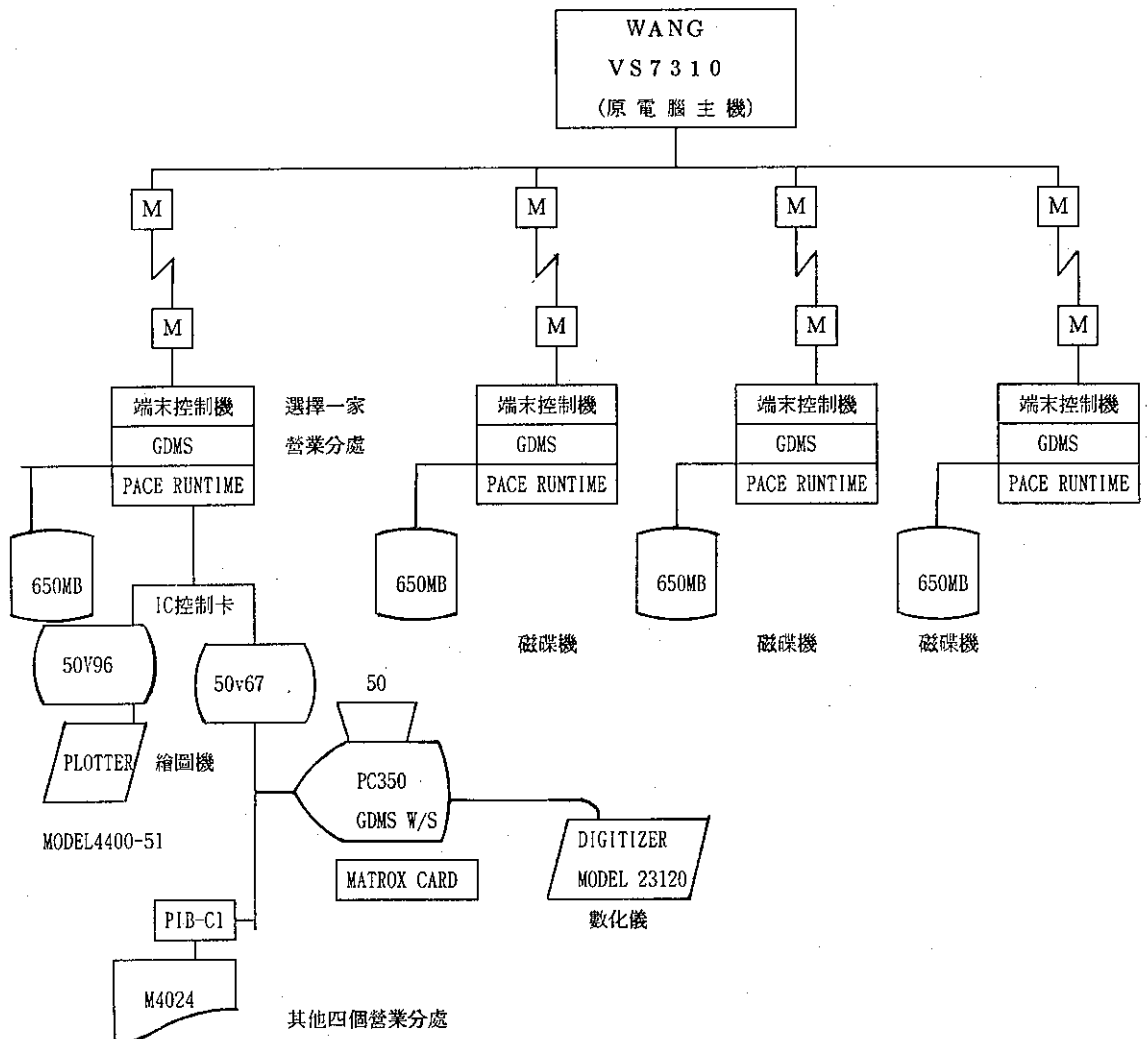 WANG
VS7310
(原電腦主機)
M
M
M
M
M
M
M
M
端末控制機
GDMS
PACE RUNTIME
選擇一家
營業分處
端末控制機
GDMS
PACE RUNTIME
端末控制機
GDMS
PACE RUNTIME
端末控制機
GDMS
PACE RUNTIME
650MB
IC控制卡
650MB
650MB
650MB
磁碟機
磁碟機
磁碟機
50V96
50v67
50
PLOTTER
繪圖機
PC350
GDMS W/S
MODEL4400-51
MATROX CARD
DIGITIZER
MODEL 23120
數化儀
PIB-C1
M4024
其他四個營業分處